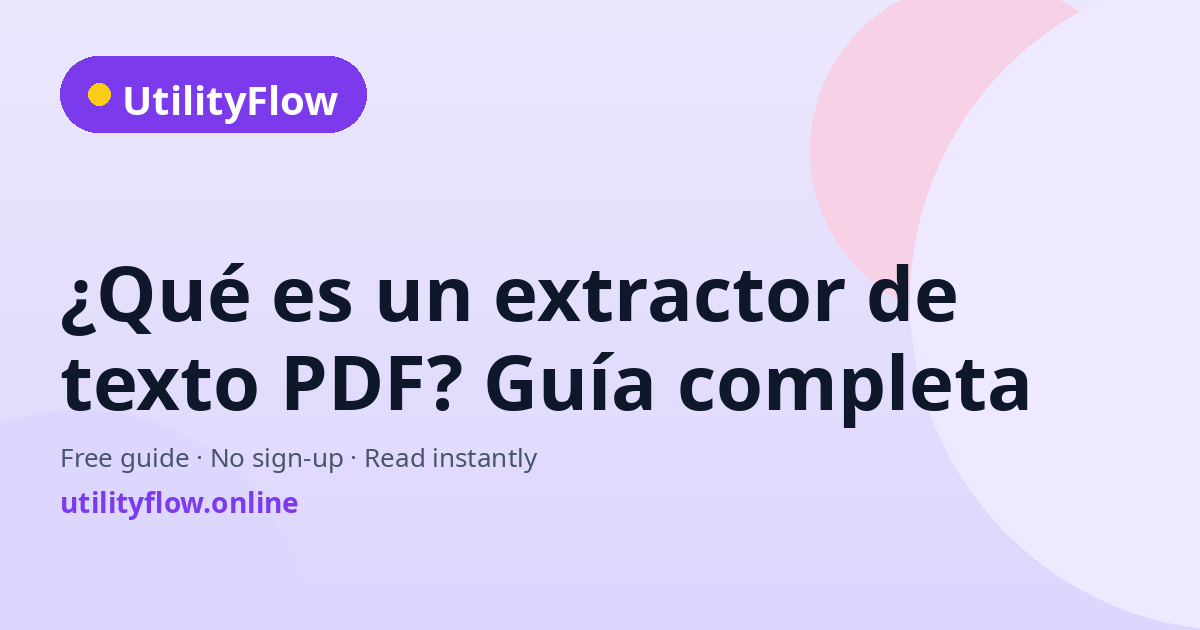 UtilityFlow
¿Qué es un extractor de
texto PDF? Guía completa
Free guide · No sign-up · Read instantly
utilityflow.online